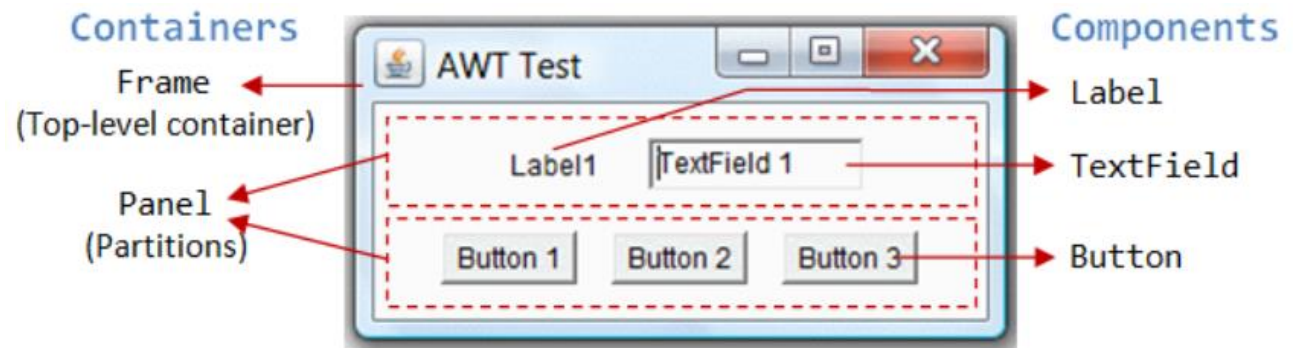 Containers
Components
AWT Test
Frame
(Top-level container)
Label
Label1
TextField 1
TextField
Panel
(Partitions)
Button 1
Button 2
Button 3
Button